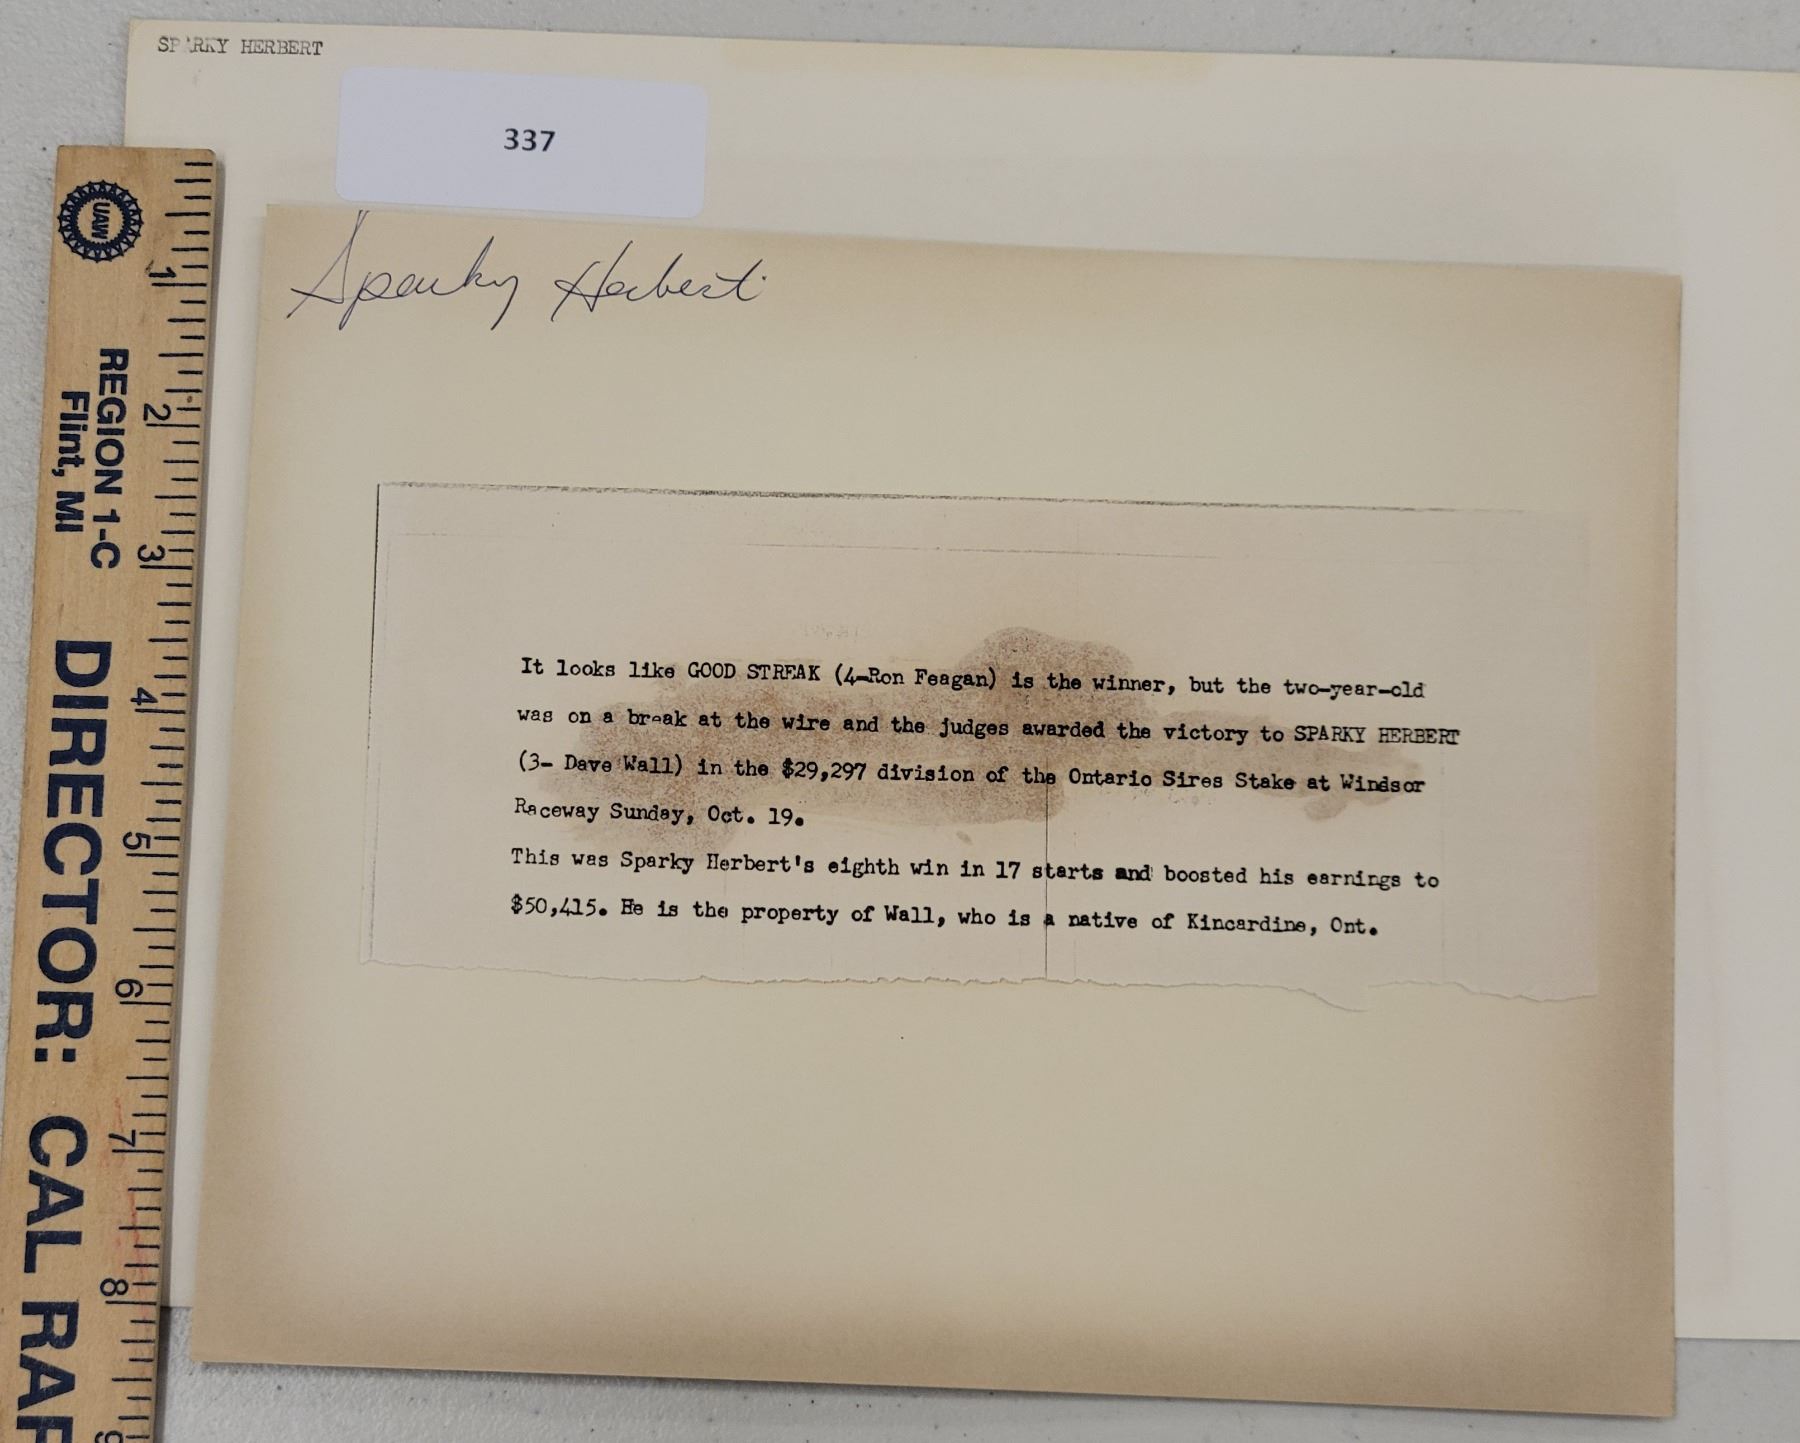 SPARKY HERBERT
337
Sparky Herbert
It looks like GOOD STREAK (4-Ron Feagan) is the winner, but the two-year-old
was on a break at the wire and the judges awarded the victory to SPARKY HERBERT
(3- Dave Wall) in the $29,297 division of the Ontario Sires Stake at Windsor
Raceway Sunday, Oct. 19.
This was Sparky Herbert's eighth win in 17 starts and boosted his earnings to
$50,415. He is the property of Wall, who is a native of Kincardine, Ont.
UAW
REGION 1-C
Flint, MI
DIRECTOR: CAL RAP
1
2
3
4
5
6
7
8
9